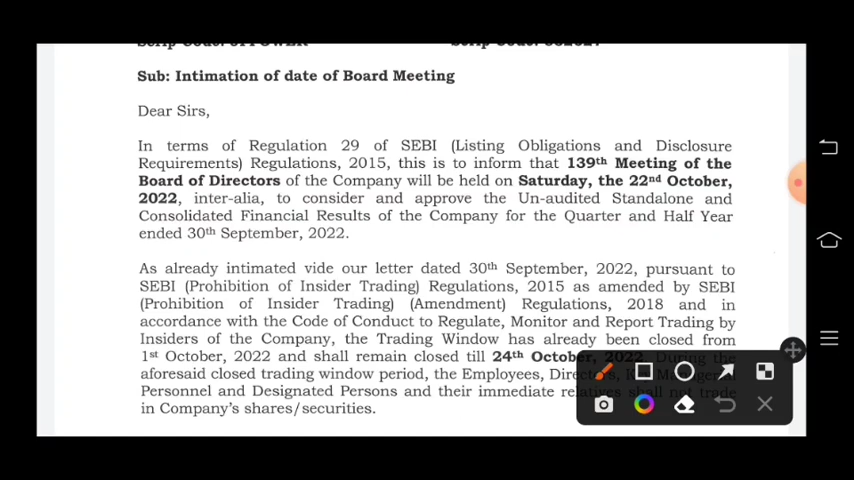 Sub: Intimation of date of Board Meeting
Dear Sirs,
In terms of Regulation 29 of SEBI (Listing Obligations and Disclosure
Requirements) Regulations, 2015, this is to inform that 139th Meeting of the
Board of Directors of the Company will be held on Saturday, the 22nd October,
2022, inter-alia, to consider and approve the Un-audited Standalone and
Consolidated Financial Results of the Company for the Quarter and Half Year
ended 30th September, 2022.
As already intimated vide our letter dated 30th September, 2022, pursuant to
SEBI (Prohibition of Insider Trading) Regulations, 2015 as amended by SEBI
(Prohibition of Insider Trading) (Amendment) Regulations, 2018 and in
accordance with the Code of Conduct to Regulate, Monitor and Report Trading by
Insiders of the Company, the Trading Window has already been closed from
1st October, 2022 and shall remain closed till 24th October, 2022. During the
aforesaid closed trading window period, the Employees, Directors, Managerial
Personnel and Designated Persons and their immediate relatives shall not trade
in Company's shares/securities.